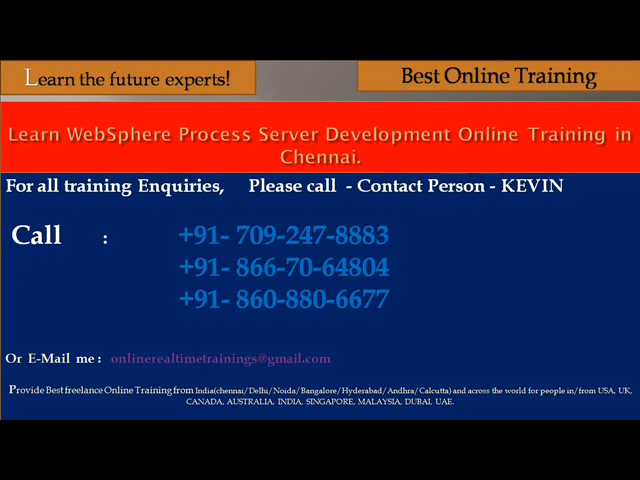 Learn the future experts!
Best Online Training
Learn WebSphere Process Server Development Online Training in
Chennai.
For all training Enquiries, Please call - Contact Person - KEVIN
Call : +91- 709-247-8883
+91- 866-70-64804
+91- 860-880-6677
Or E-Mail me : onlinerealtimetrainings@gmail.com
Provide Best freelance Online Training from India(chennai/Delhi/Noida/Bangalore/Hyderabad/Andhra/Calcutta) and across the world for people in/from USA, UK,
CANADA, AUSTRALIA, INDIA, SINGAPORE, MALAYSIA, DUBAI, UAE.